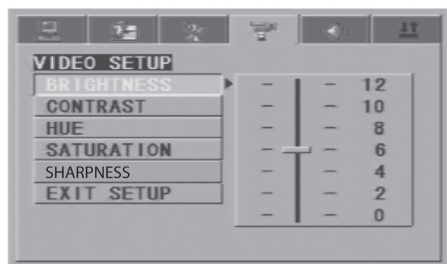 VIDEO SETUP
BRIGHTNESS
CONTRAST
HUE
SATURATION
SHARPNESS
EXIT SETUP
12
10
8
6
4
2
0